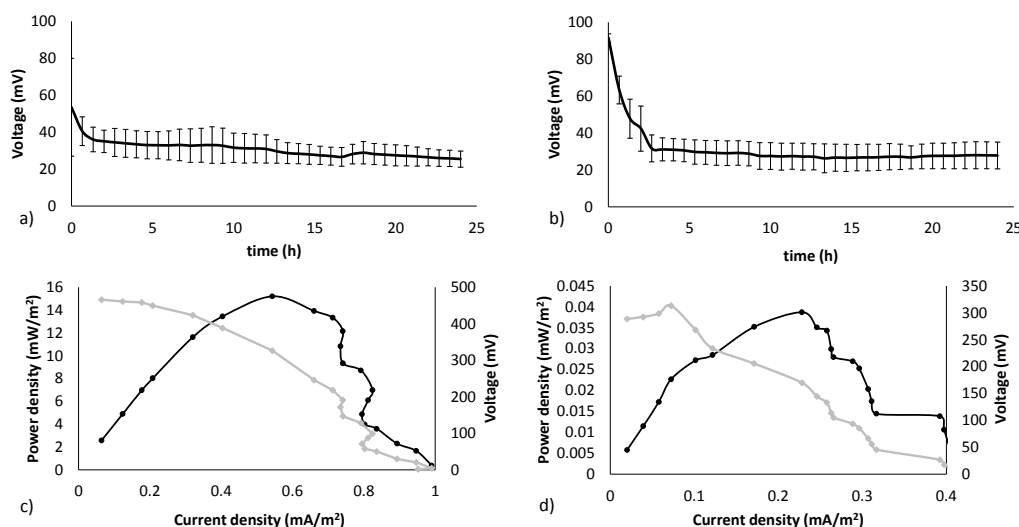 100
80
60
40
20
0
Voltage (mV)
0 5 10 15 20 25
time (h)
a)
100
80
60
40
20
0
Voltage (mV)
0 5 10 15 20 25
time (h)
b)
16
14
12
10
8
6
4
2
0
Power density (mW/m²)
500
400
300
200
100
0
Voltage (mV)
0 0.2 0.4 0.6 0.8 1
Current density (mA/m²)
c)
0.045
0.04
0.035
0.03
0.025
0.02
0.015
0.01
0.005
0
Power density (mW/m²)
350
300
250
200
150
100
50
0
Voltage (mV)
0 0.1 0.2 0.3 0.4
Current density (mA/m²)
d)